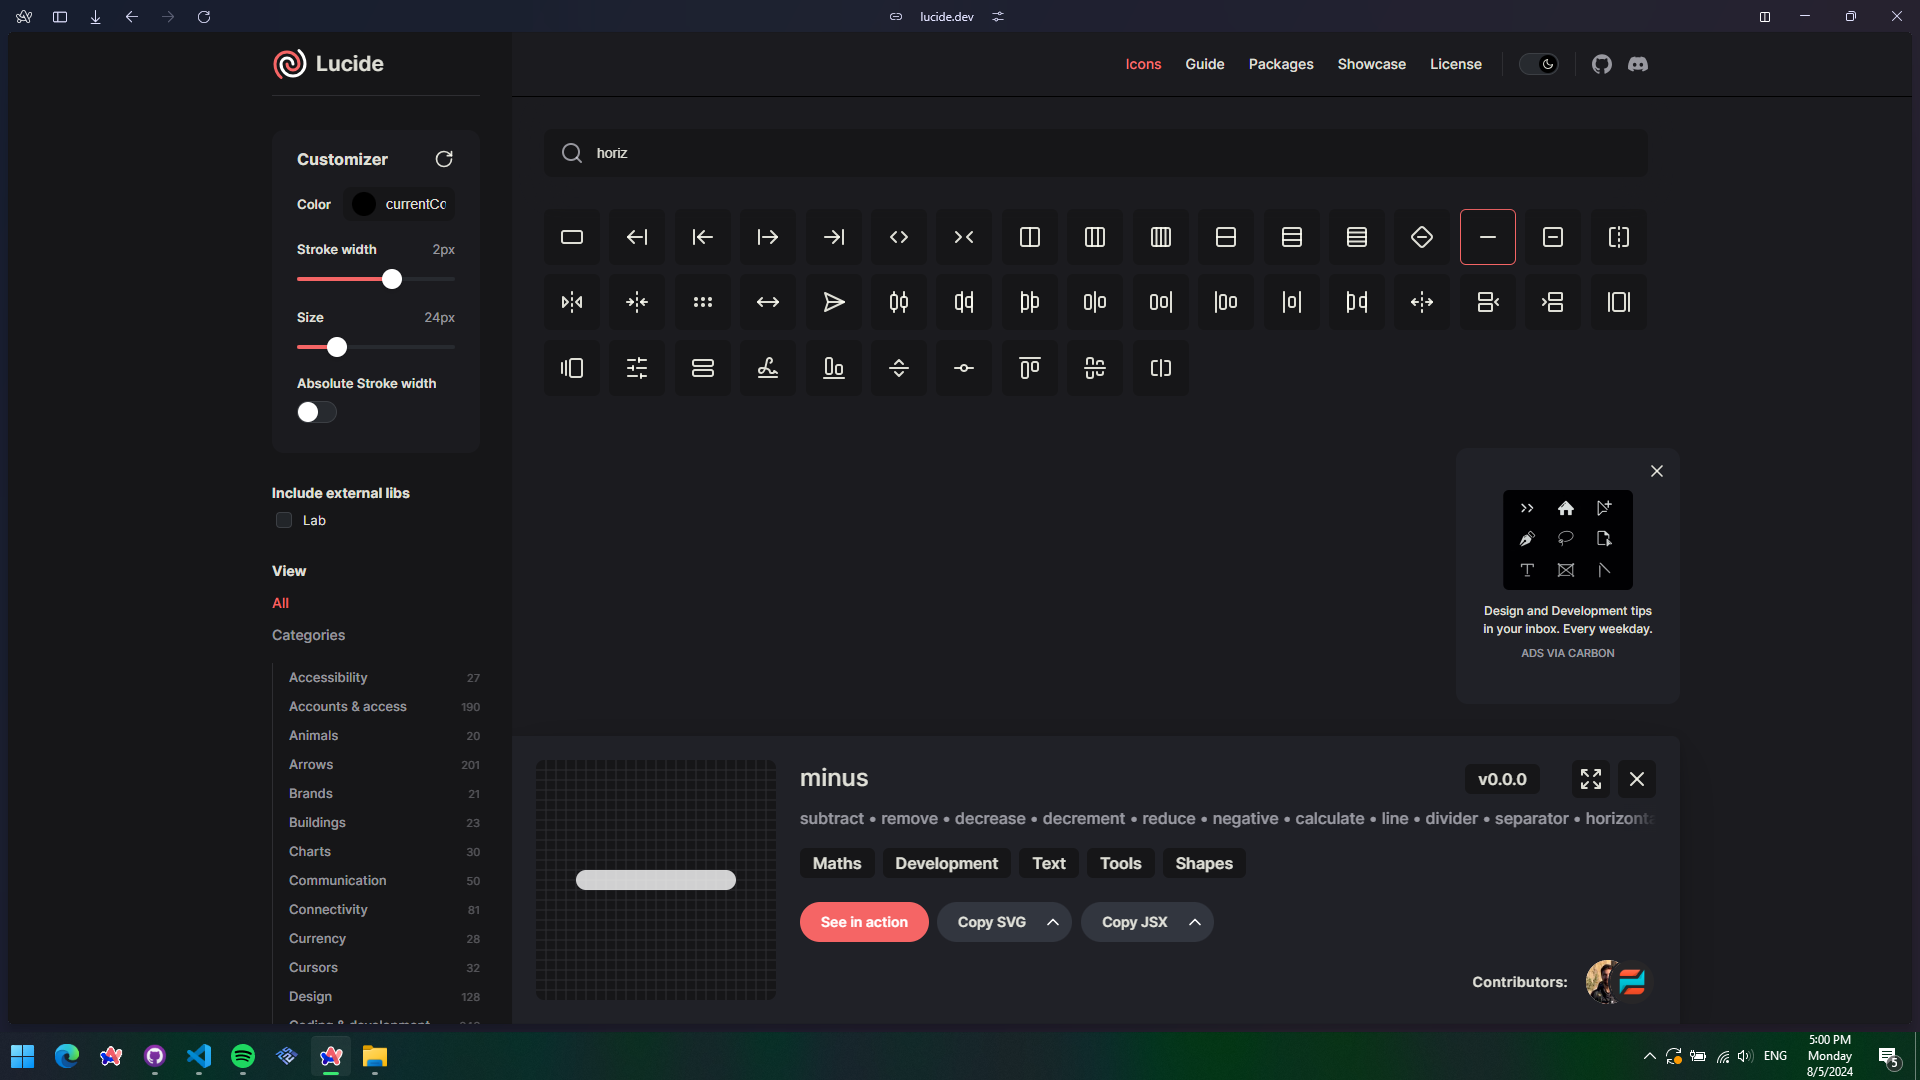 lucide.dev
Lucide
Icons
Guide
Packages
Showcase
License
Customizer
Color
currentCo
Stroke width
2px
Size
24px
Absolute Stroke width
Include external libs
Lab
View
All
Categories
Accessibility 27
Accounts & access 190
Animals 20
Arrows 201
Brands 21
Buildings 23
Charts 30
Communication 50
Connectivity 81
Currency 28
Cursors 32
Design 128
horiz
Design and Development tips
in your inbox. Every weekday.
ADS VIA CARBON
minus
v0.0.0
subtract • remove • decrease • decrement • reduce • negative • calculate • line • divider • separator • horizonta
Maths
Development
Text
Tools
Shapes
See in action
Copy SVG
Copy JSX
Contributors:
ENG
5:00 PM
Monday
8/5/2024
5